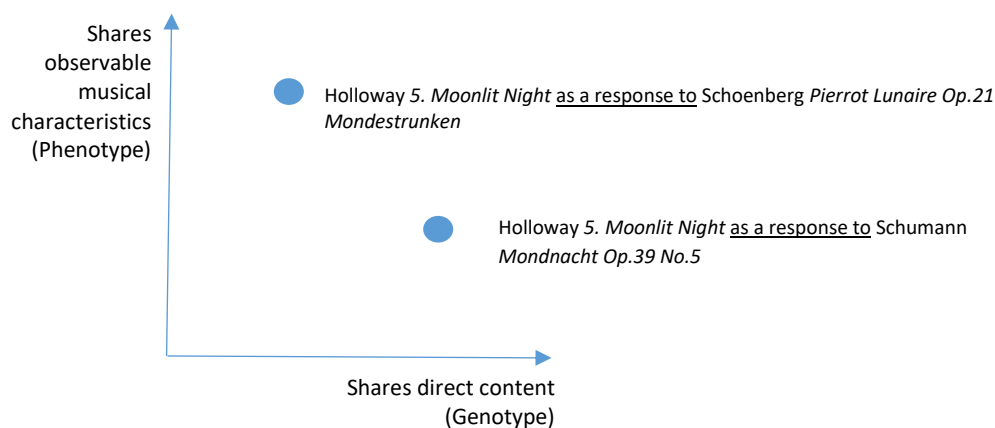 Shares
observable
musical
characteristics
(Phenotype)
Holloway 5. Moonlit Night as a response to Schoenberg Pierrot Lunaire Op.21
Mondestrunken
Holloway 5. Moonlit Night as a response to Schumann
Mondnacht Op.39 No.5
Shares direct content
(Genotype)